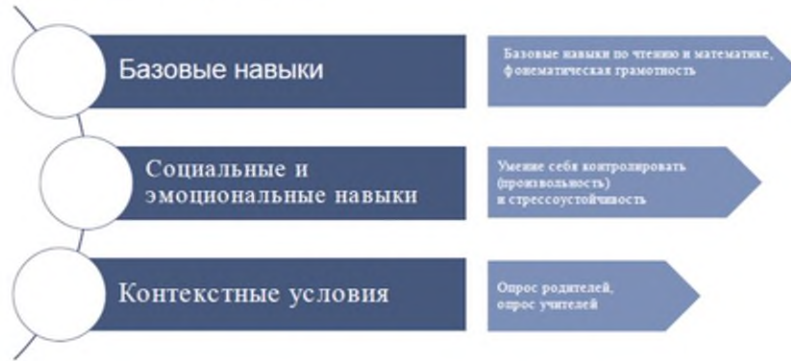 Базовые навыки
Базовые навыки по чтению и математике,
фонематическая грамотность
Социальные и
эмоциональные навыки
Умение себя контролировать
(произвольность)
и стрессоустойчивость
Контекстные условия
Опрос родителей,
опрос учителей